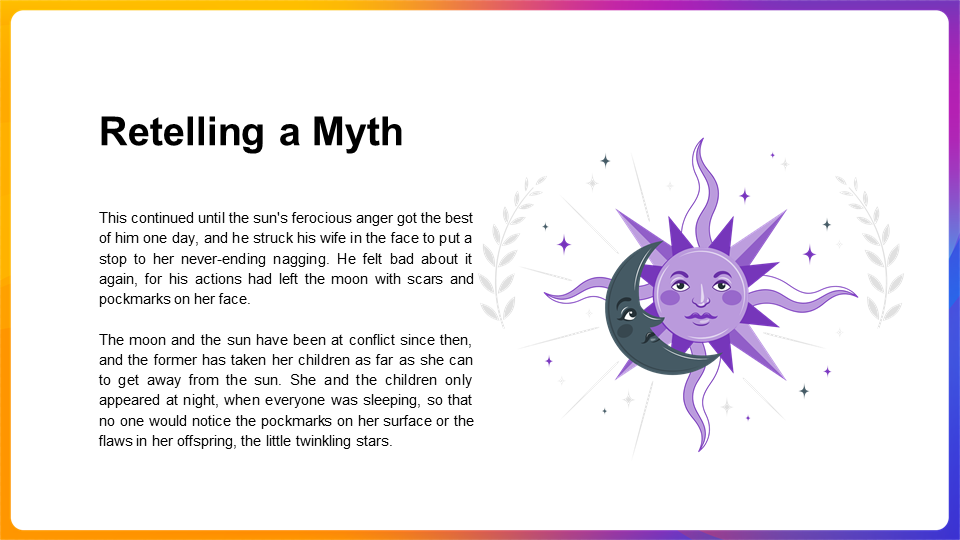 Retelling a Myth
This continued until the sun's ferocious anger got the best
of him one day, and he struck his wife in the face to put a
stop to her never-ending nagging. He felt bad about it
again, for his actions had left the moon with scars and
pockmarks on her face.
The moon and the sun have been at conflict since then,
and the former has taken her children as far as she can
to get away from the sun. She and the children only
appeared at night, when everyone was sleeping, so that
no one would notice the pockmarks on her surface or the
flaws in her offspring, the little twinkling stars.